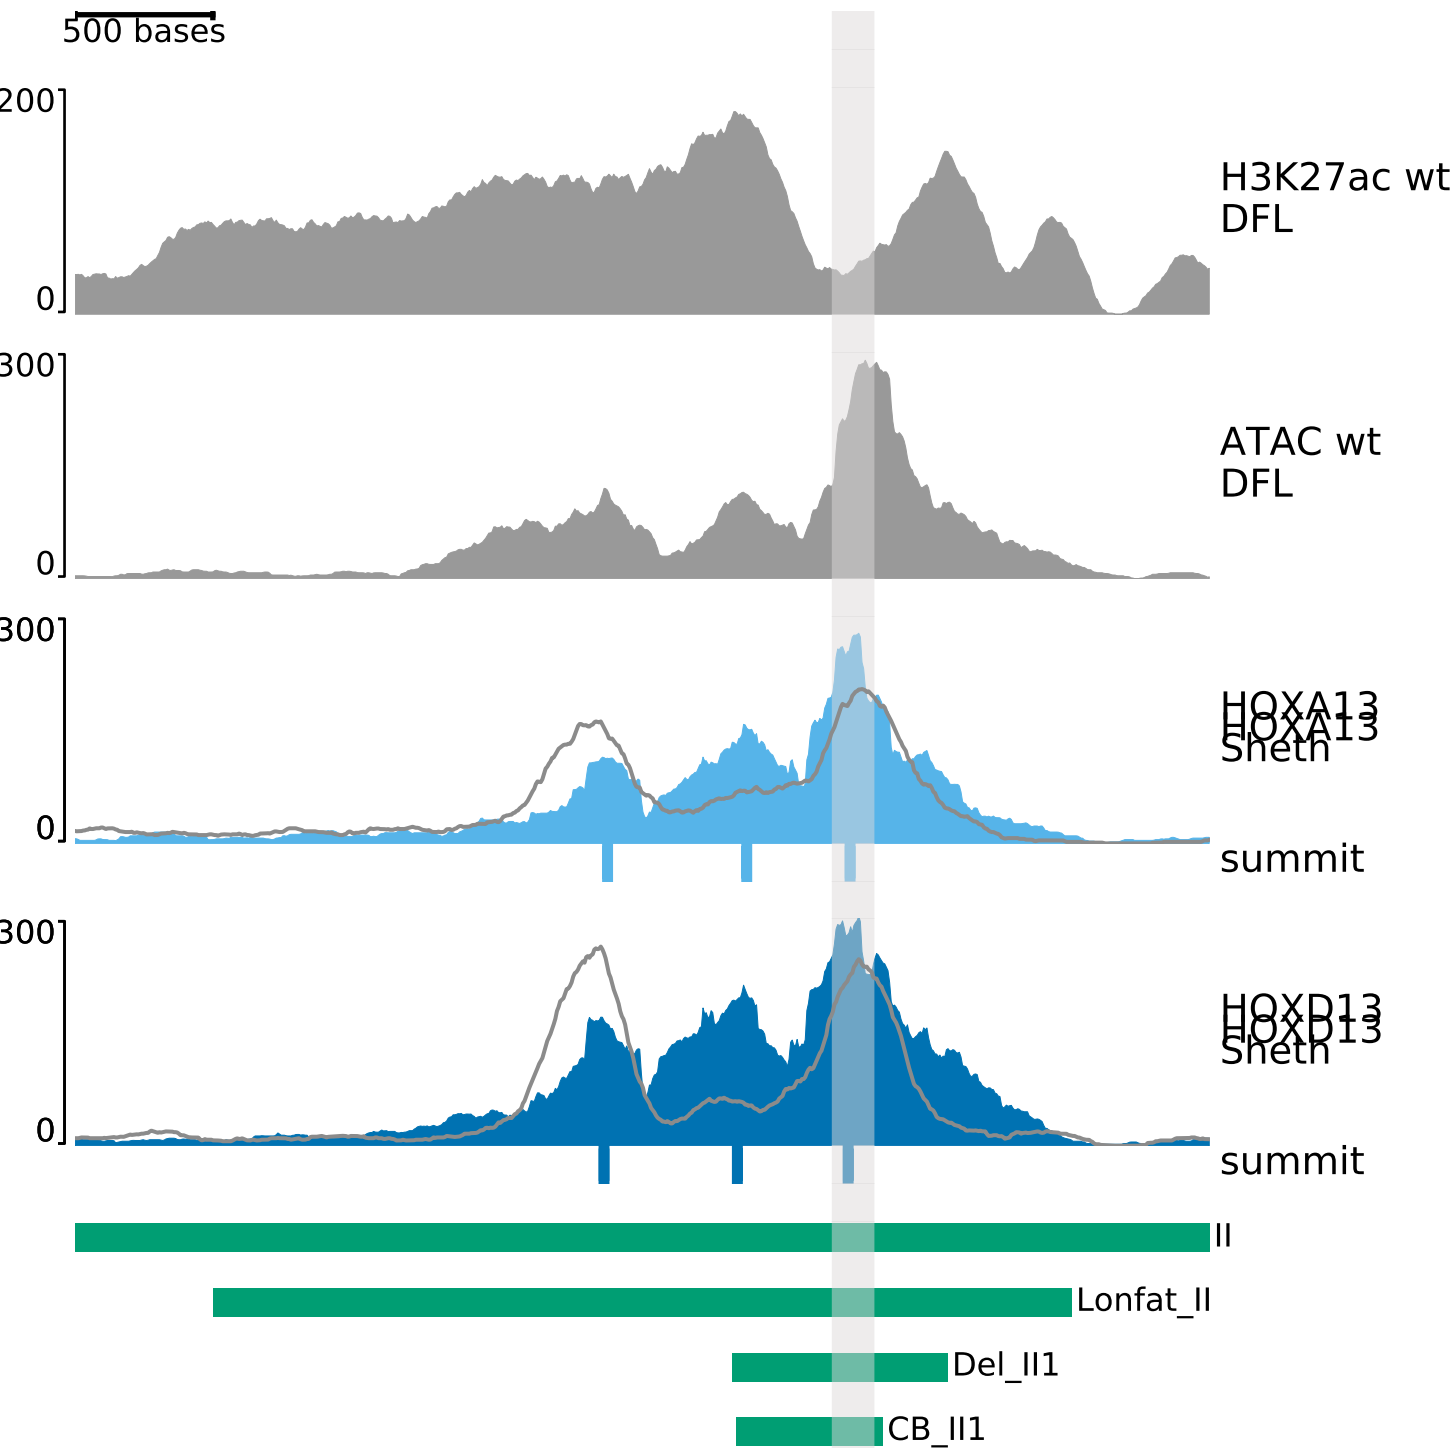 500 bases
200
0
H3K27ac wt
DFL
300
0
ATAC wt
DFL
300
0
HOXA13
HOXA13
Sheth
summit
300
0
HOXD13
HOXD13
Sheth
summit
II
Lonfat_II
Del_II1
CB_II1